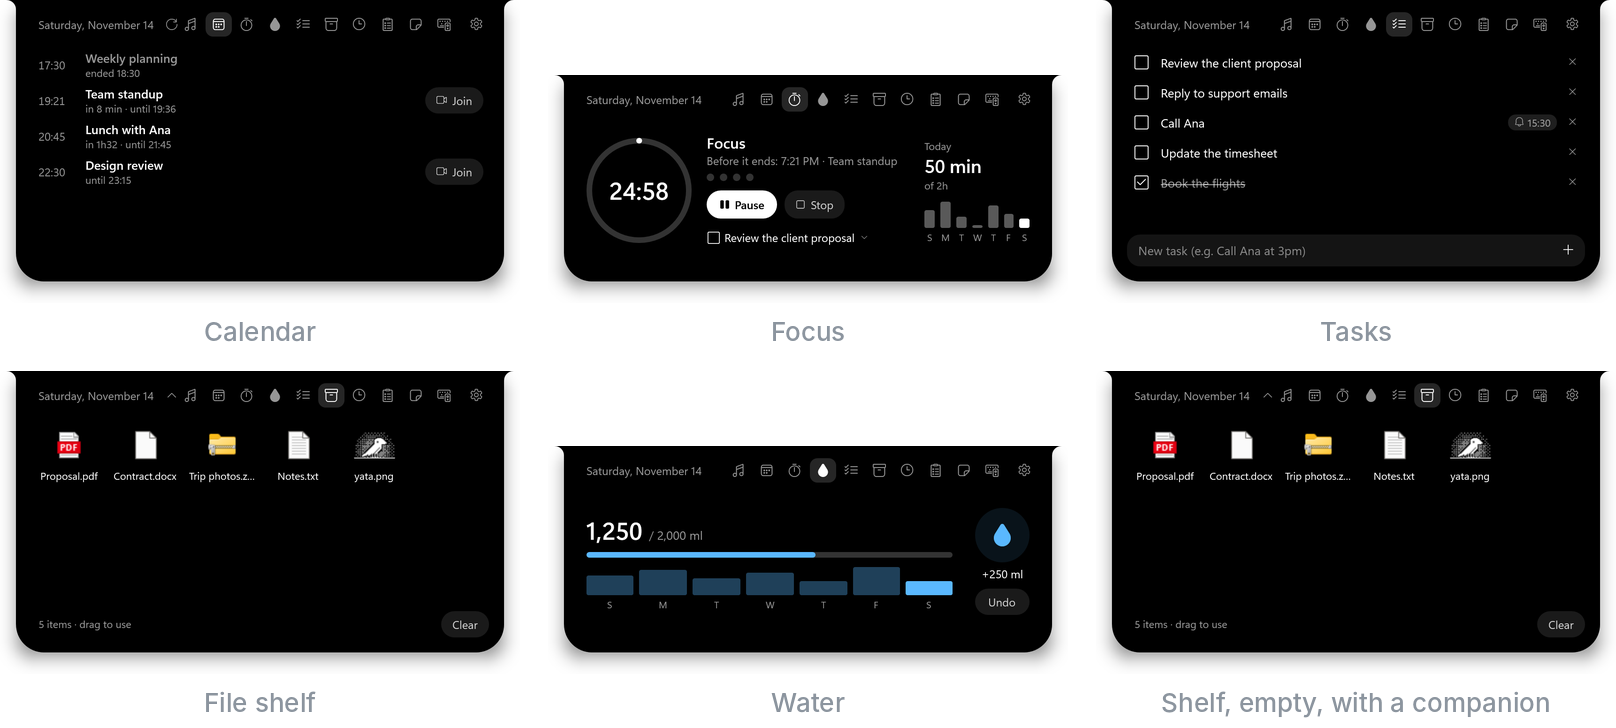 Saturday, November 14
17:30 Weekly planning
ended 18:30
19:21 Team standup
in 8 min · until 19:36
Join
20:45 Lunch with Ana
in 1h32 · until 21:45
22:30 Design review
until 23:15
Join
Calendar
Saturday, November 14
24:58
Focus
Before it ends: 7:21 PM · Team standup
Pause
Stop
Review the client proposal
Today
50 min
of 2h
S M T W T F S
Focus
Saturday, November 14
Review the client proposal
Reply to support emails
Call Ana
15:30
Update the timesheet
Book the flights
New task (e.g. Call Ana at 3pm)
Tasks
Saturday, November 14
PDF
Proposal.pdf Contract.docx Trip photos.z... Notes.txt yata.png
5 items · drag to use
Clear
File shelf
Saturday, November 14
1,250 / 2,000 ml
S M T W T F S
+250 ml
Undo
Water
Saturday, November 14
PDF
Proposal.pdf Contract.docx Trip photos.z... Notes.txt yata.png
5 items · drag to use
Clear
Shelf, empty, with a companion